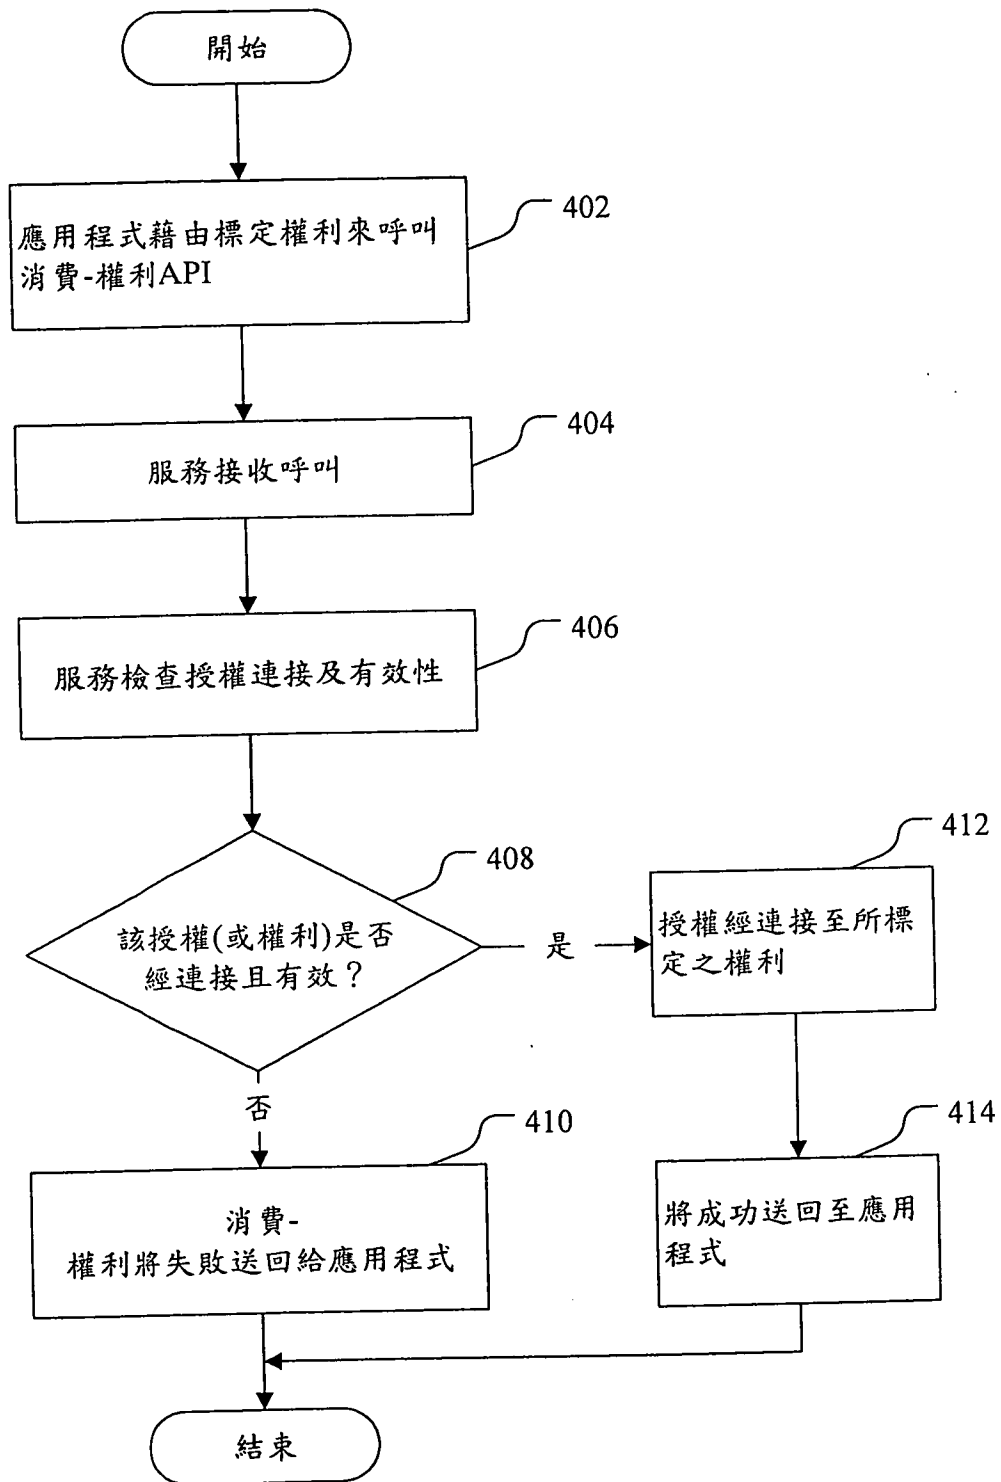 開始
402
應用程式藉由標定權利來呼叫
消費-權利API
404
服務接收呼叫
406
服務檢查授權連接及有效性
408
該授權(或權利)是否
經連接且有效？
是
412
授權經連接至所標
定之權利
否
410
消費-
權利將失敗送回給應用程式
414
將成功送回至應用
程式
結束